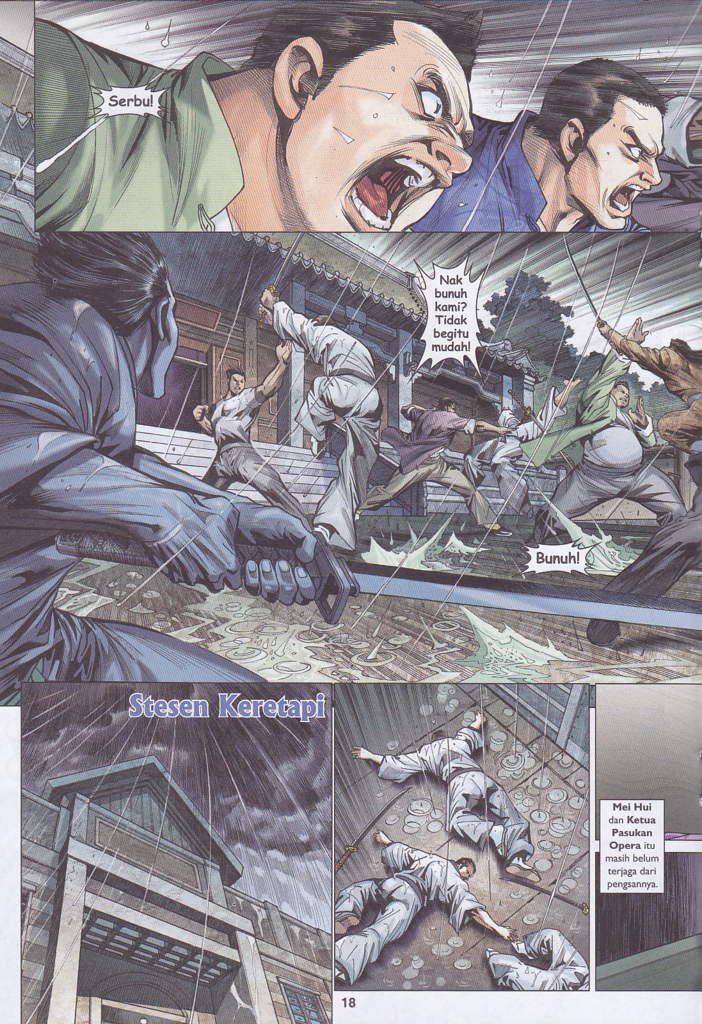 Serbu!
Nak
bunuh
kami?
Tidak
begitu
mudah!
Bunuh!
Stesen Keretapi
Mei Hui
dan Ketua
Pasukan
Opera itu
masih belum
terjaga dari
pengsannya.
18